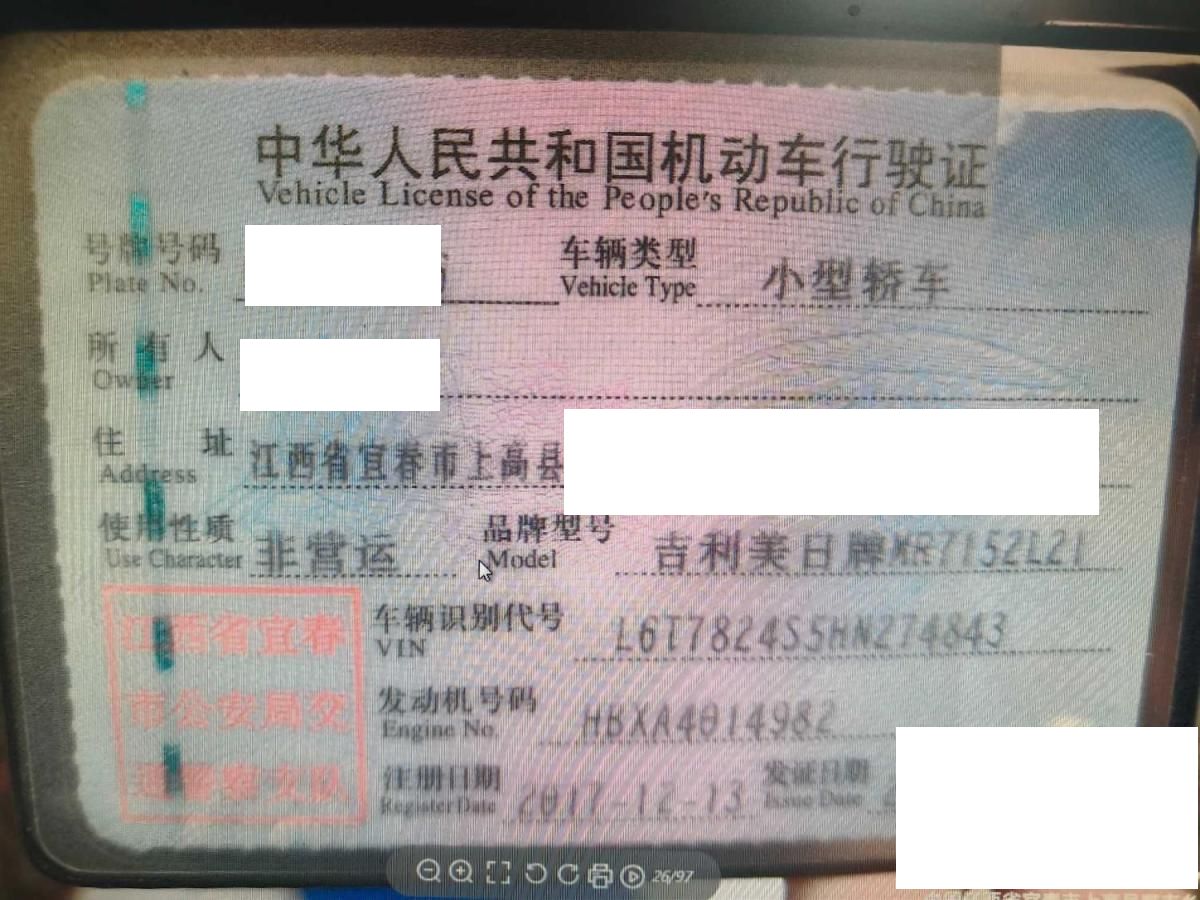 中华人民共和国机动车行驶证
Vehicle License of the People's Republic of China
号牌号码 车辆类型 小型轿车
Plate No. Vehicle Type
所有人
Owner
住址 江西省宜春市上高县
Address
使用性质 非营运 品牌型号 吉利美日牌MR7152L21
Use Character Model
江西省宜春 车辆识别代号 L6T7824S5HN274843
VIN
市公安局交 发动机号码 HBXA4014982
Engine No.
通警察支队 注册日期 2017-12-13 发证日期
Register Date Issue Date
26/97